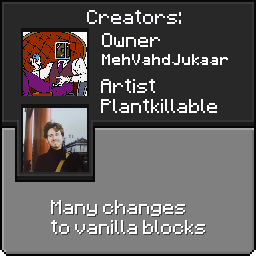 Creators:
Owner
MehVahdJukaar
Artist
Plantkillable
Many changes
to vanilla blocks